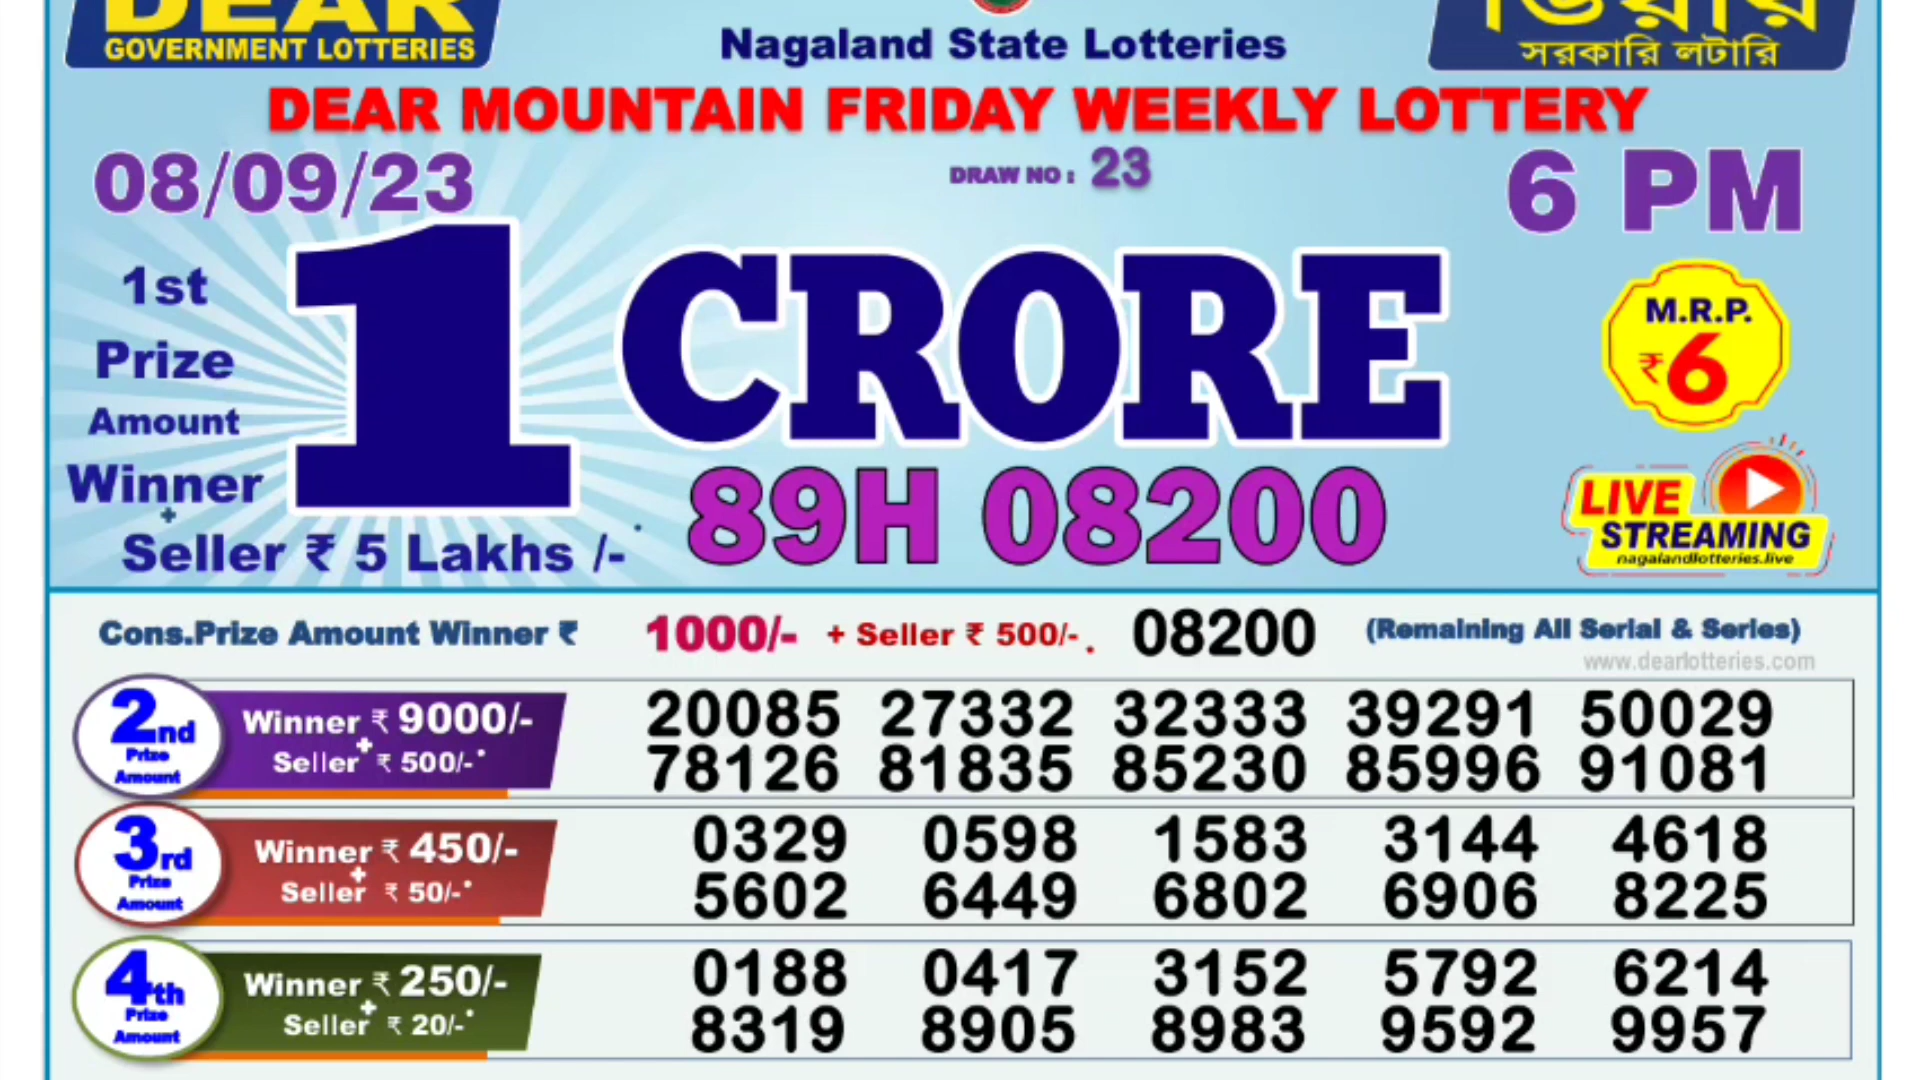 DEAR
GOVERNMENT LOTTERIES
Nagaland State Lotteries
ডিয়ার
সরকারি লটারি
DEAR MOUNTAIN FRIDAY WEEKLY LOTTERY
08/09/23
DRAW NO : 23
6 PM
1st
Prize
Amount
Winner
+
Seller ₹ 5 Lakhs /-
1 CRORE
89H 08200
M.R.P.
₹6
LIVE
STREAMING
nagalandlotteries.live
Cons.Prize Amount Winner ₹ 1000/- + Seller ₹ 500/-. 08200 (Remaining All Serial & Series)
www.dearlotteries.com
2nd
Prize
Amount
Winner ₹ 9000/-
+
Seller ₹ 500/-*
20085 27332 32333 39291 50029
78126 81835 85230 85996 91081
3rd
Prize
Amount
Winner ₹ 450/-
+
Seller ₹ 50/-*
0329 0598 1583 3144 4618
5602 6449 6802 6906 8225
4th
Prize
Amount
Winner ₹ 250/-
+
Seller ₹ 20/-*
0188 0417 3152 5792 6214
8319 8905 8983 9592 9957